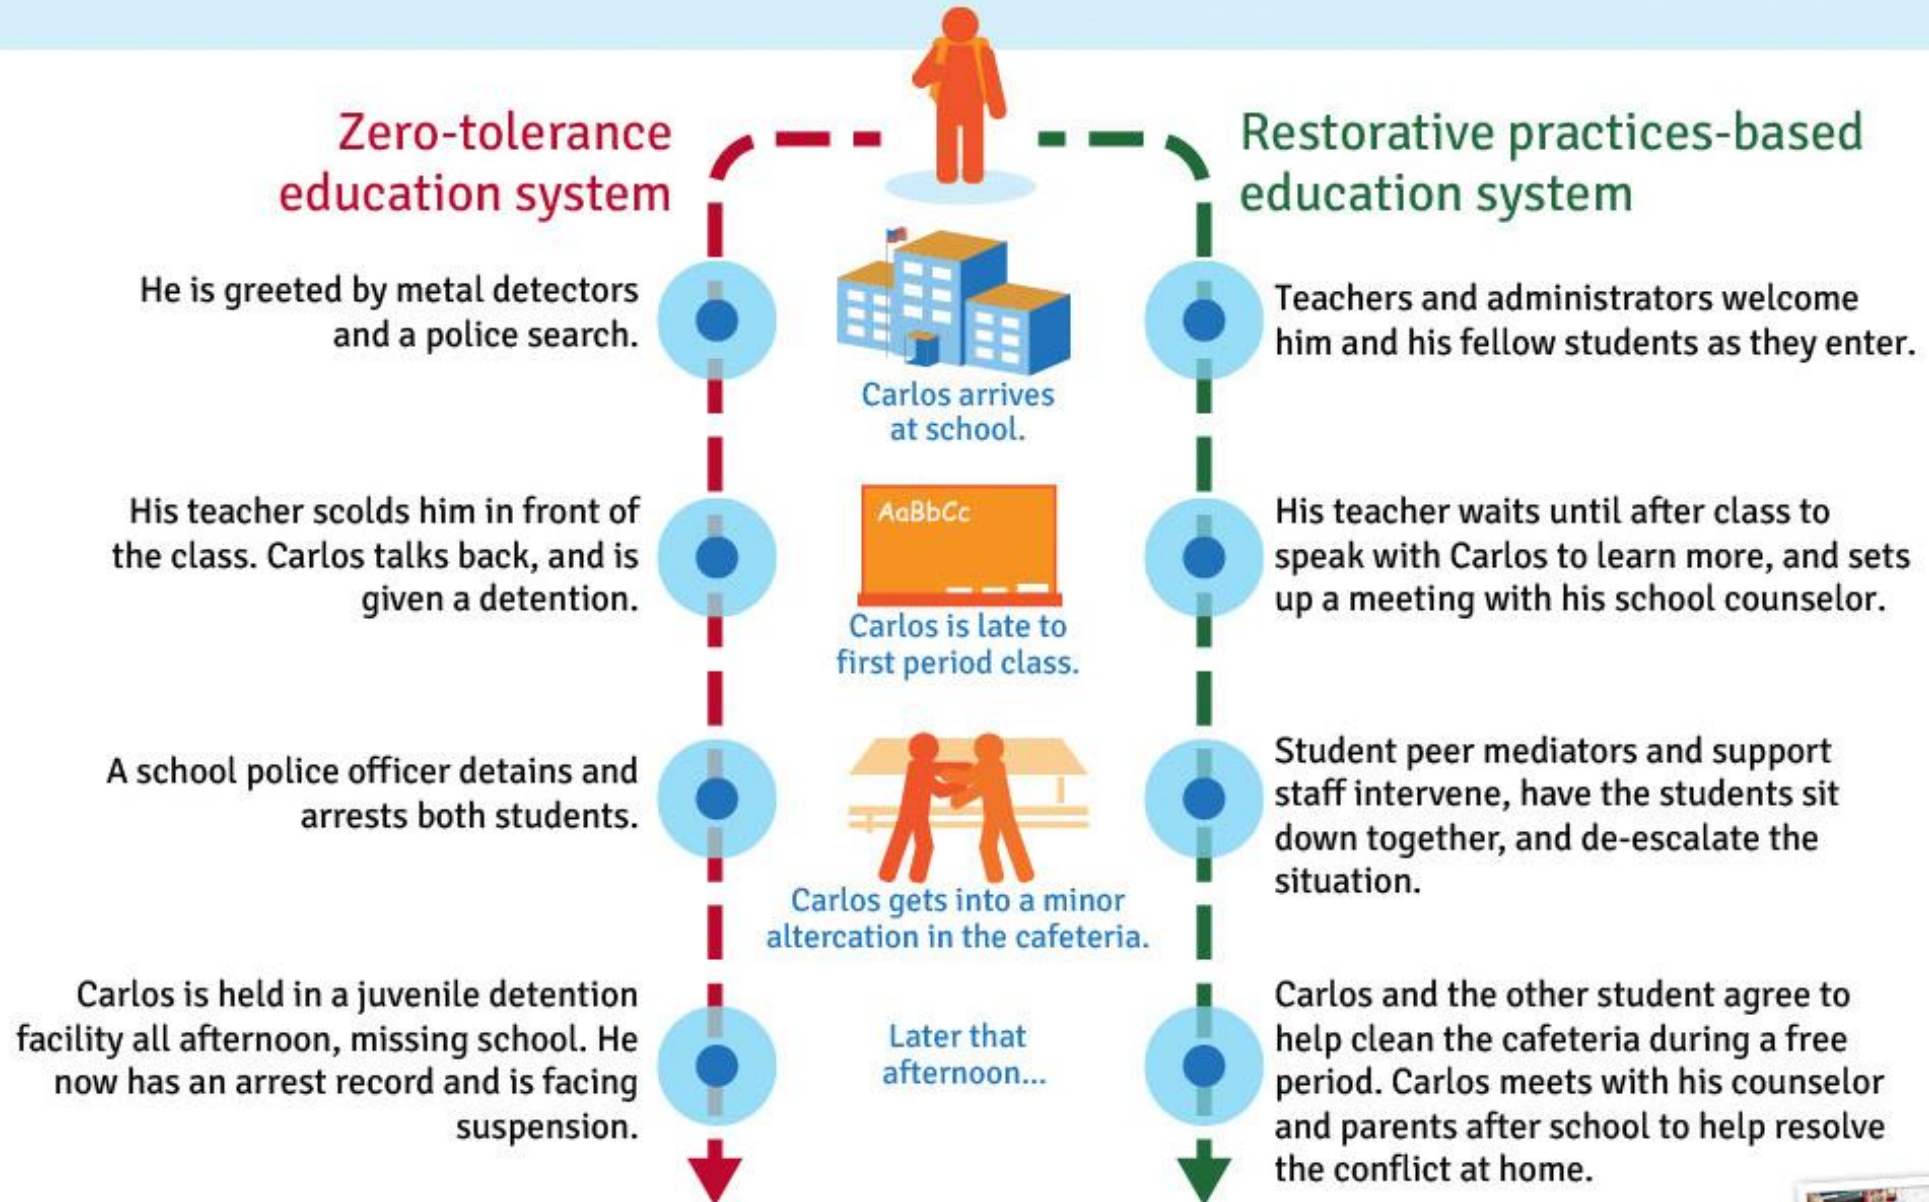 Zero-tolerance
education system
Restorative practices-based
education system
He is greeted by metal detectors
and a police search.
Carlos arrives
at school.
Teachers and administrators welcome
him and his fellow students as they enter.
His teacher scolds him in front of
the class. Carlos talks back, and is
given a detention.
AaBbCc
Carlos is late to
first period class.
His teacher waits until after class to
speak with Carlos to learn more, and sets
up a meeting with his school counselor.
A school police officer detains and
arrests both students.
Carlos gets into a minor
altercation in the cafeteria.
Student peer mediators and support
staff intervene, have the students sit
down together, and de-escalate the
situation.
Carlos is held in a juvenile detention
facility all afternoon, missing school. He
now has an arrest record and is facing
suspension.
Later that
afternoon...
Carlos and the other student agree to
help clean the cafeteria during a free
period. Carlos meets with his counselor
and parents after school to help resolve
the conflict at home.